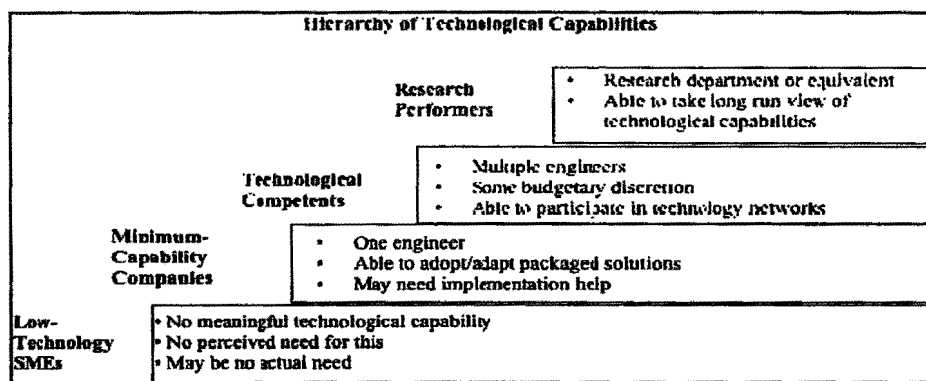 Hierarchy of Technological Capabilities
Research
Performers
• Research department or equivalent
• Able to take long run view of
technological capabilities
Technological
Competents
• Multiple engineers
• Some budgetary discretion
• Able to participate in technology networks
Minimum-
Capability
Companies
• One engineer
• Able to adopt/adapt packaged solutions
• May need implementation help
Low-
Technology
SMEs
• No meaningful technological capability
• No perceived need for this
• May be no actual need